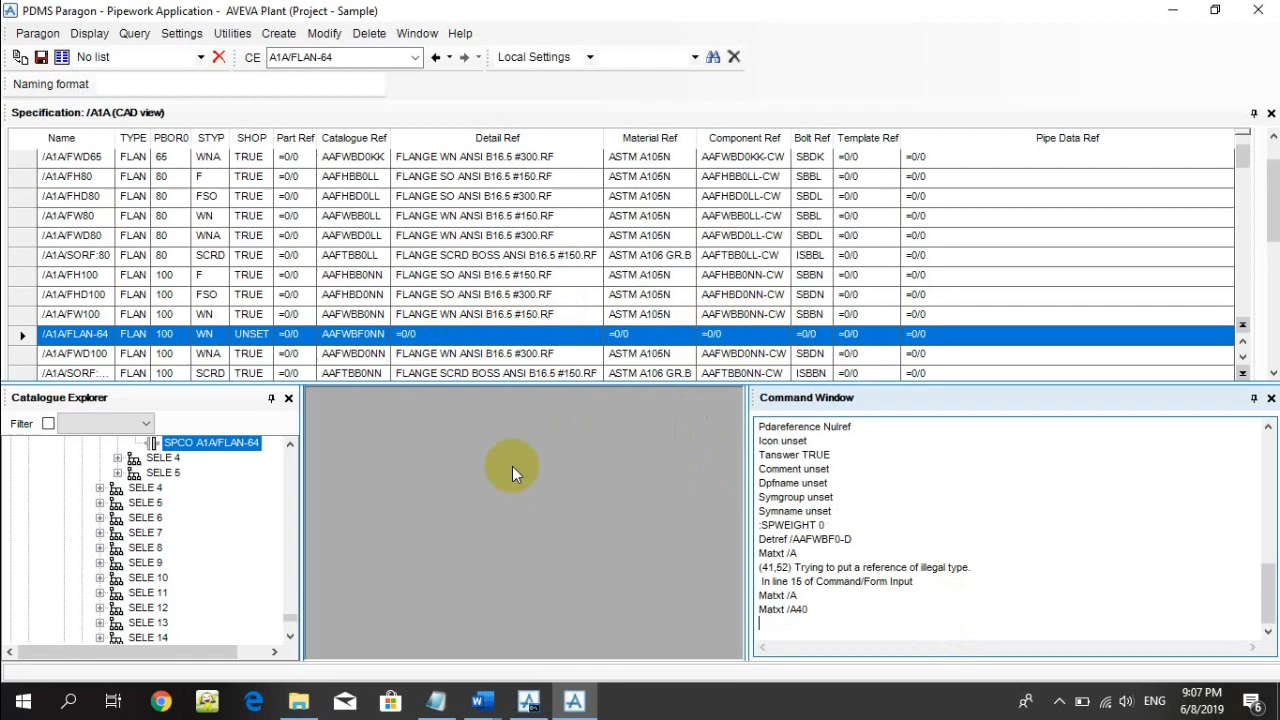 PDMS Paragon - Pipework Application - AVEVA Plant (Project - Sample)
Paragon Display Query Settings Utilities Create Modify Delete Window Help
No list CE A1A/FLAN-64 Local Settings
Naming format
Specification: /A1A (CAD view)
Name TYPE PBOR0 STYP SHOP Part Ref Catalogue Ref Detail Ref Material Ref Component Ref Bolt Ref Template Ref Pipe Data Ref
/A1A/FWD65 FLAN 65 WNA TRUE =0/0 AAFWBD0KK FLANGE WN ANSI B16.5 #300.RF ASTM A105N AAFWBD0KK-CW SBDK =0/0 =0/0
/A1A/FH80 FLAN 80 F TRUE =0/0 AAFHBB0LL FLANGE SO ANSI B16.5 #150.RF ASTM A105N AAFHBB0LL-CW SBBL =0/0 =0/0
/A1A/FHD80 FLAN 80 FSO TRUE =0/0 AAFHBD0LL FLANGE SO ANSI B16.5 #300.RF ASTM A105N AAFHBD0LL-CW SBDL =0/0 =0/0
/A1A/FW80 FLAN 80 WN TRUE =0/0 AAFWBB0LL FLANGE WN ANSI B16.5 #150.RF ASTM A105N AAFWBB0LL-CW SBBL =0/0 =0/0
/A1A/FWD80 FLAN 80 WNA TRUE =0/0 AAFWBD0LL FLANGE WN ANSI B16.5 #300.RF ASTM A105N AAFWBD0LL-CW SBDL =0/0 =0/0
/A1A/SORF:80 FLAN 80 SCRD TRUE =0/0 AAFTBB0LL FLANGE SCRD BOSS ANSI B16.5 #150.RF ASTM A106 GR.B AAFTBB0LL-CW ISBBL =0/0 =0/0
/A1A/FH100 FLAN 100 F TRUE =0/0 AAFHBB0NN FLANGE SO ANSI B16.5 #150.RF ASTM A105N AAFHBB0NN-CW SBBN =0/0 =0/0
/A1A/FHD100 FLAN 100 FSO TRUE =0/0 AAFHBD0NN FLANGE SO ANSI B16.5 #300.RF ASTM A105N AAFHBD0NN-CW SBDN =0/0 =0/0
/A1A/FW100 FLAN 100 WN TRUE =0/0 AAFWBB0NN FLANGE WN ANSI B16.5 #150.RF ASTM A105N AAFWBB0NN-CW SBBN =0/0 =0/0
/A1A/FLAN-64 FLAN 100 WN UNSET =0/0 AAFWBF0NN =0/0 =0/0 =0/0 =0/0 =0/0 =0/0
/A1A/FWD100 FLAN 100 WNA TRUE =0/0 AAFWBD0NN FLANGE WN ANSI B16.5 #300.RF ASTM A105N AAFWBD0NN-CW SBDN =0/0 =0/0
/A1A/SORF:... FLAN 100 SCRD TRUE =0/0 AAFTBB0NN FLANGE SCRD BOSS ANSI B16.5 #150.RF ASTM A106 GR.B AAFTBB0NN-CW ISBBN =0/0 =0/0
Catalogue Explorer
Filter
SPCO A1A/FLAN-64
SELE 4
SELE 5
SELE 4
SELE 5
SELE 6
SELE 7
SELE 8
SELE 9
SELE 10
SELE 11
SELE 12
SELE 13
SELE 14
Command Window
Pdareference Nulref
Icon unset
Tanswer TRUE
Comment unset
Dpfname unset
Symgroup unset
Symname unset
:SPWEIGHT 0
Detref /AAFWBF0-D
Matxt /A
(41,52) Trying to put a reference of illegal type.
In line 15 of Command/Form Input
Matxt /A
Matxt /A40
ENG
9:07 PM
6/8/2019
6